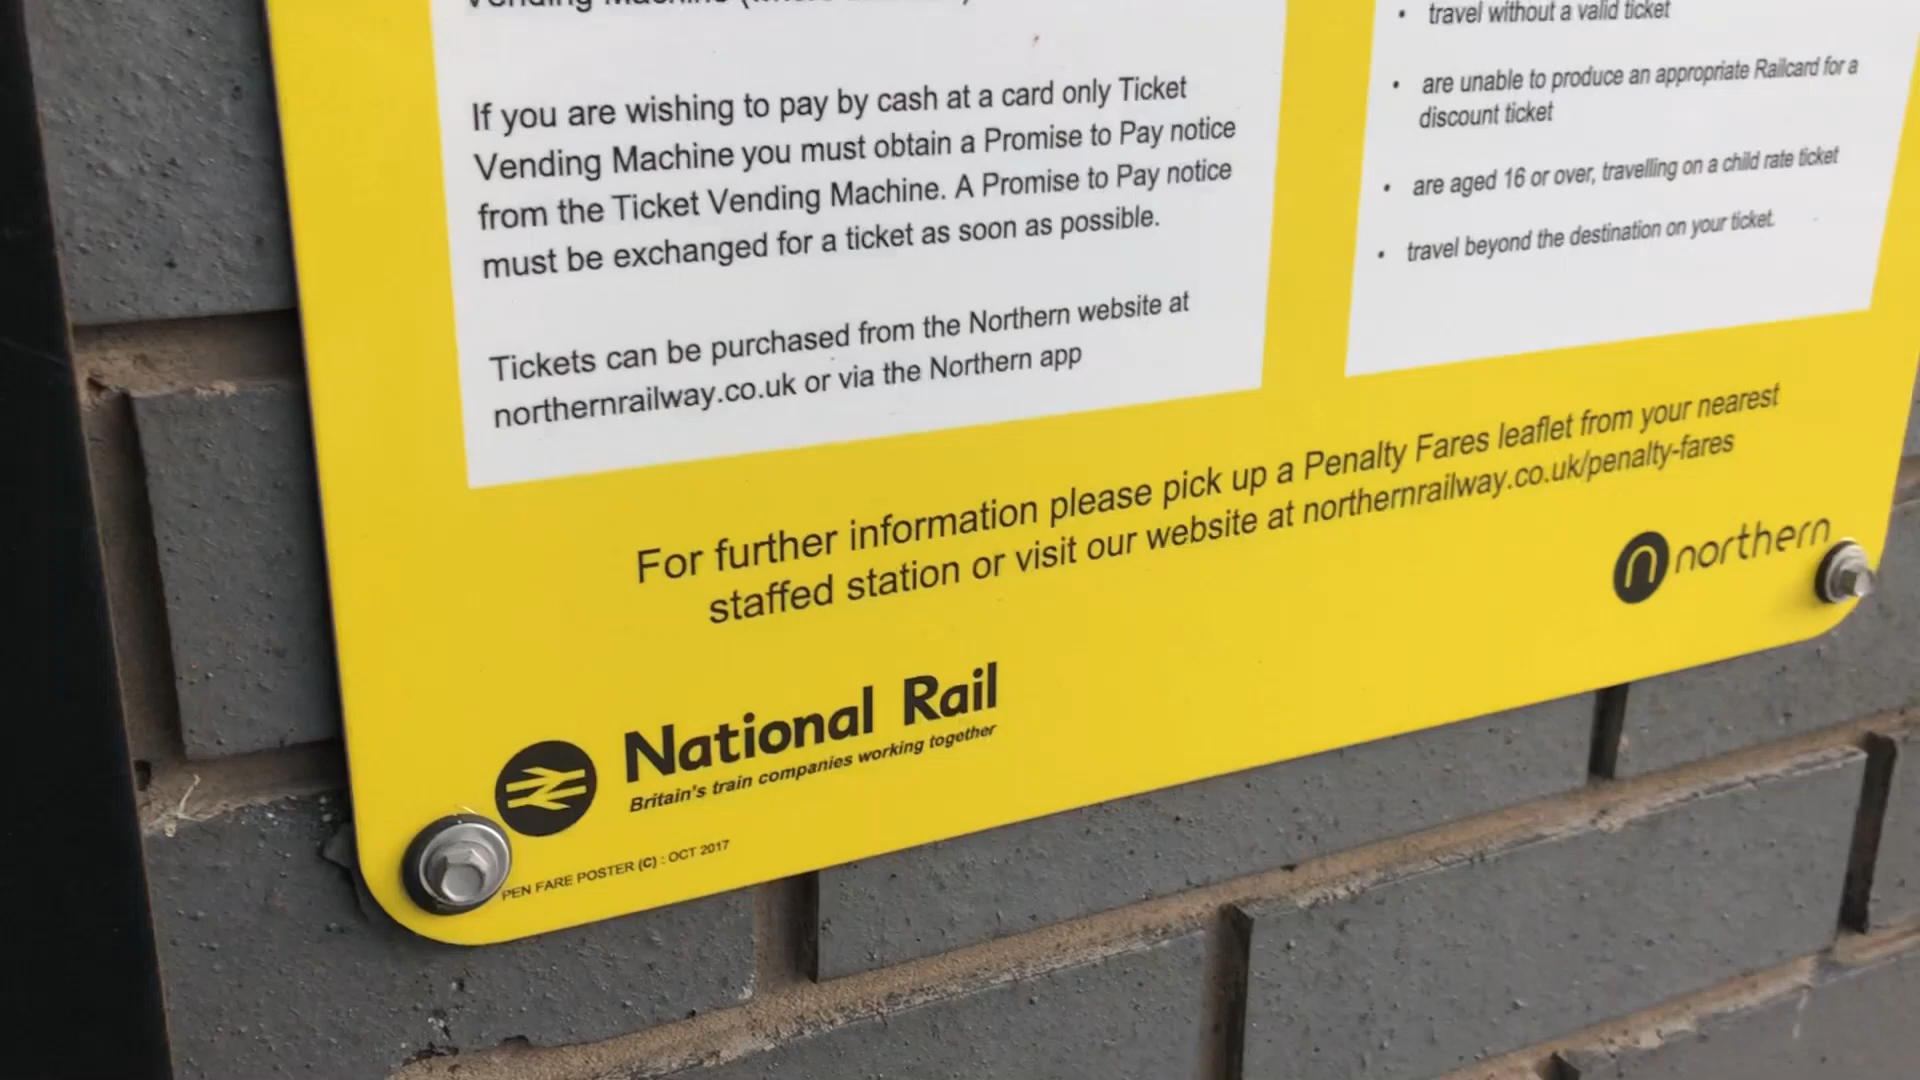 Vending Machine
If you are wishing to pay by cash at a card only Ticket
Vending Machine you must obtain a Promise to Pay notice
from the Ticket Vending Machine. A Promise to Pay notice
must be exchanged for a ticket as soon as possible.
Tickets can be purchased from the Northern website at
northernrailway.co.uk or via the Northern app
• travel without a valid ticket
• are unable to produce an appropriate Railcard for a
discount ticket
• are aged 16 or over, travelling on a child rate ticket
• travel beyond the destination on your ticket.
For further information please pick up a Penalty Fares leaflet from your nearest
staffed station or visit our website at northernrailway.co.uk/penalty-fares
n northern
National Rail
Britain's train companies working together
PEN FARE POSTER (C) : OCT 2017